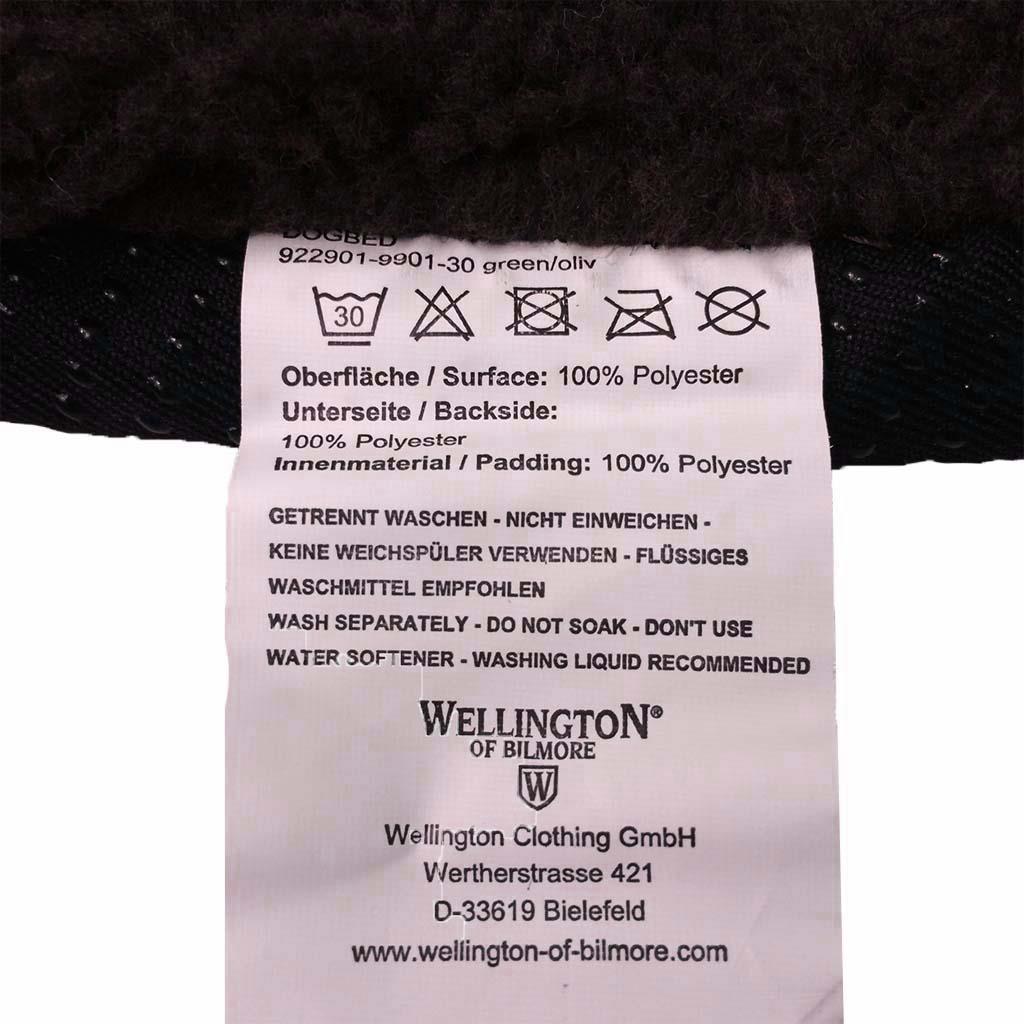 DOGBED
922901-9901-30 green/oliv
30
Oberfläche / Surface: 100% Polyester
Unterseite / Backside:
100% Polyester
Innenmaterial / Padding: 100% Polyester
GETRENNT WASCHEN - NICHT EINWEICHEN -
KEINE WEICHSPÜLER VERWENDEN - FLÜSSIGES
WASCHMITTEL EMPFOHLEN
WASH SEPARATELY - DO NOT SOAK - DON'T USE
WATER SOFTENER - WASHING LIQUID RECOMMENDED
WELLINGTON®
OF BILMORE
W
Wellington Clothing GmbH
Wertherstrasse 421
D-33619 Bielefeld
www.wellington-of-bilmore.com